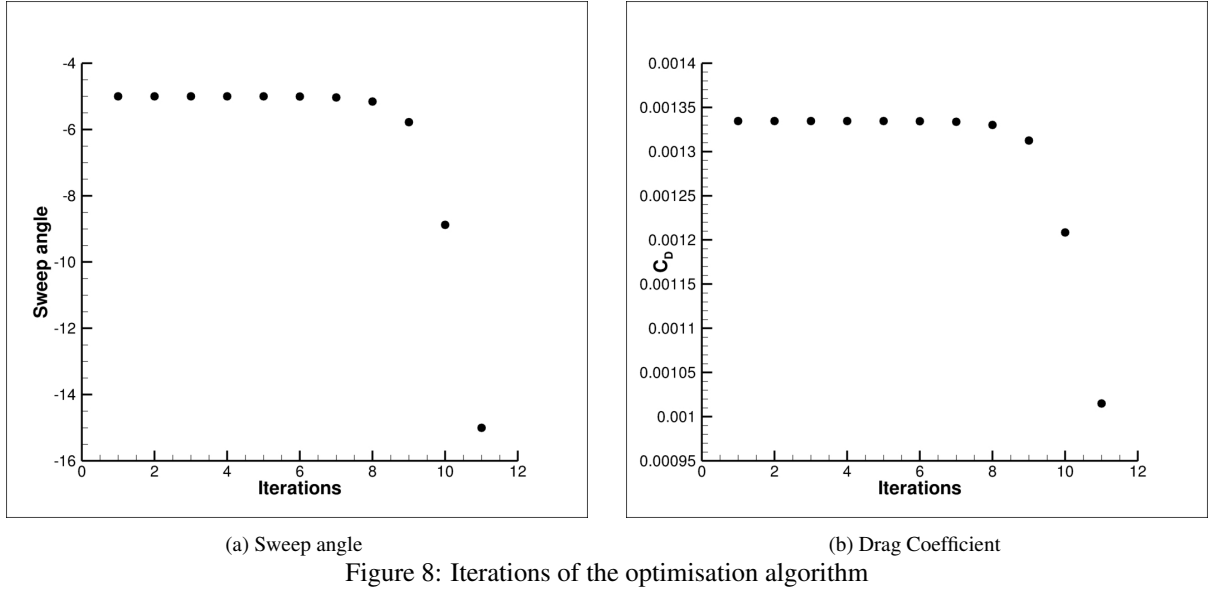 -4
-6
-8
-10
-12
-14
-16
0 2 4 6 8 10 12
Sweep angle
Iterations
(a) Sweep angle
0.0014
0.00135
0.0013
0.00125
0.0012
0.00115
0.0011
0.00105
0.001
0.00095
0 2 4 6 8 10 12
C_D
Iterations
(b) Drag Coefficient
Figure 8: Iterations of the optimisation algorithm